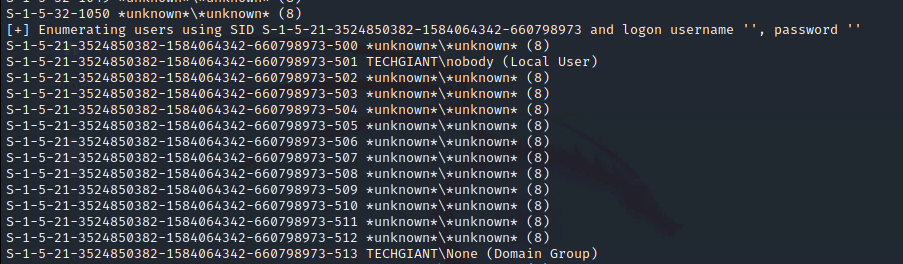 S-1-5-32-1049 *unknown*\*unknown* (8)
S-1-5-32-1050 *unknown*\*unknown* (8)
[+] Enumerating users using SID S-1-5-21-3524850382-1584064342-660798973 and logon username '', password ''
S-1-5-21-3524850382-1584064342-660798973-500 *unknown*\*unknown* (8)
S-1-5-21-3524850382-1584064342-660798973-501 TECHGIANT\nobody (Local User)
S-1-5-21-3524850382-1584064342-660798973-502 *unknown*\*unknown* (8)
S-1-5-21-3524850382-1584064342-660798973-503 *unknown*\*unknown* (8)
S-1-5-21-3524850382-1584064342-660798973-504 *unknown*\*unknown* (8)
S-1-5-21-3524850382-1584064342-660798973-505 *unknown*\*unknown* (8)
S-1-5-21-3524850382-1584064342-660798973-506 *unknown*\*unknown* (8)
S-1-5-21-3524850382-1584064342-660798973-507 *unknown*\*unknown* (8)
S-1-5-21-3524850382-1584064342-660798973-508 *unknown*\*unknown* (8)
S-1-5-21-3524850382-1584064342-660798973-509 *unknown*\*unknown* (8)
S-1-5-21-3524850382-1584064342-660798973-510 *unknown*\*unknown* (8)
S-1-5-21-3524850382-1584064342-660798973-511 *unknown*\*unknown* (8)
S-1-5-21-3524850382-1584064342-660798973-512 *unknown*\*unknown* (8)
S-1-5-21-3524850382-1584064342-660798973-513 TECHGIANT\None (Domain Group)